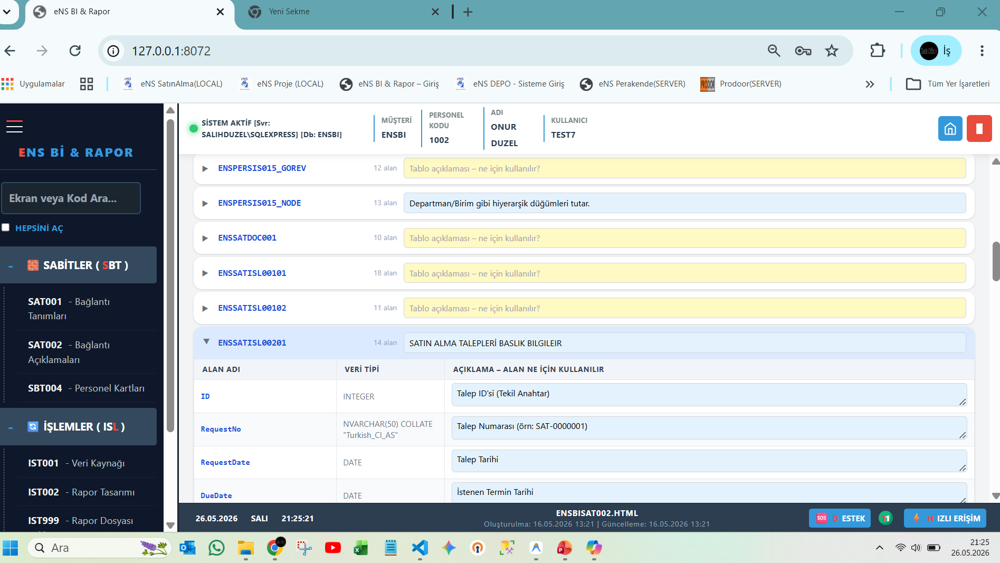 eNS BI & Rapor
Yeni Sekme
127.0.0.1:8072
İş
Uygulamalar
eNS SatınAlma(LOCAL)
eNS Proje (LOCAL)
eNS BI & Rapor – Giriş
eNS DEPO - Sisteme Giriş
eNS Perakende(SERVER)
Prodoor(SERVER)
Tüm Yer İşaretleri
ENS Bİ & RAPOR
Ekran veya Kod Ara...
HEPSİNİ AÇ
- SABİTLER ( SBT )
SAT001 - Bağlantı
Tanımları
SAT002 - Bağlantı
Açıklamaları
SBT004 - Personel Kartları
- İŞLEMLER ( ISL )
IST001 - Veri Kaynağı
IST002 - Rapor Tasarımı
IST999 - Rapor Dosyası
SİSTEM AKTİF [Svr:
SALIHDUZEL\SQLEXPRESS] [Db: ENSBI]
MÜŞTERİ
ENSBI
PERSONEL
KODU
1002
ADI
ONUR
DUZEL
KULLANICI
TEST7
ENSPERSIS015_GOREV 12 alan Tablo açıklaması – ne için kullanılır?
ENSPERSIS015_NODE 13 alan Departman/Birim gibi hiyerarşik düğümleri tutar.
ENSSATDOC001 10 alan Tablo açıklaması – ne için kullanılır?
ENSSATISL00101 18 alan Tablo açıklaması – ne için kullanılır?
ENSSATISL00102 11 alan Tablo açıklaması – ne için kullanılır?
ENSSATISL00201 14 alan SATIN ALMA TALEPLERİ BASLIK BILGILEIR
ALAN ADI VERİ TİPİ AÇIKLAMA – ALAN NE İÇİN KULLANILIR
ID INTEGER Talep ID'si (Tekil Anahtar)
RequestNo NVARCHAR(50) COLLATE "Turkish_CI_AS" Talep Numarası (örn: SAT-0000001)
RequestDate DATE Talep Tarihi
DueDate DATE İstenen Termin Tarihi
26.05.2026 SALI 21:25:21
ENSBISAT002.HTML
Oluşturulma: 16.05.2026 13:21 | Güncelleme: 16.05.2026 13:21
SOS D ESTEK
11
H IZLI ERİŞİM
Ara
21:25
26.05.2026